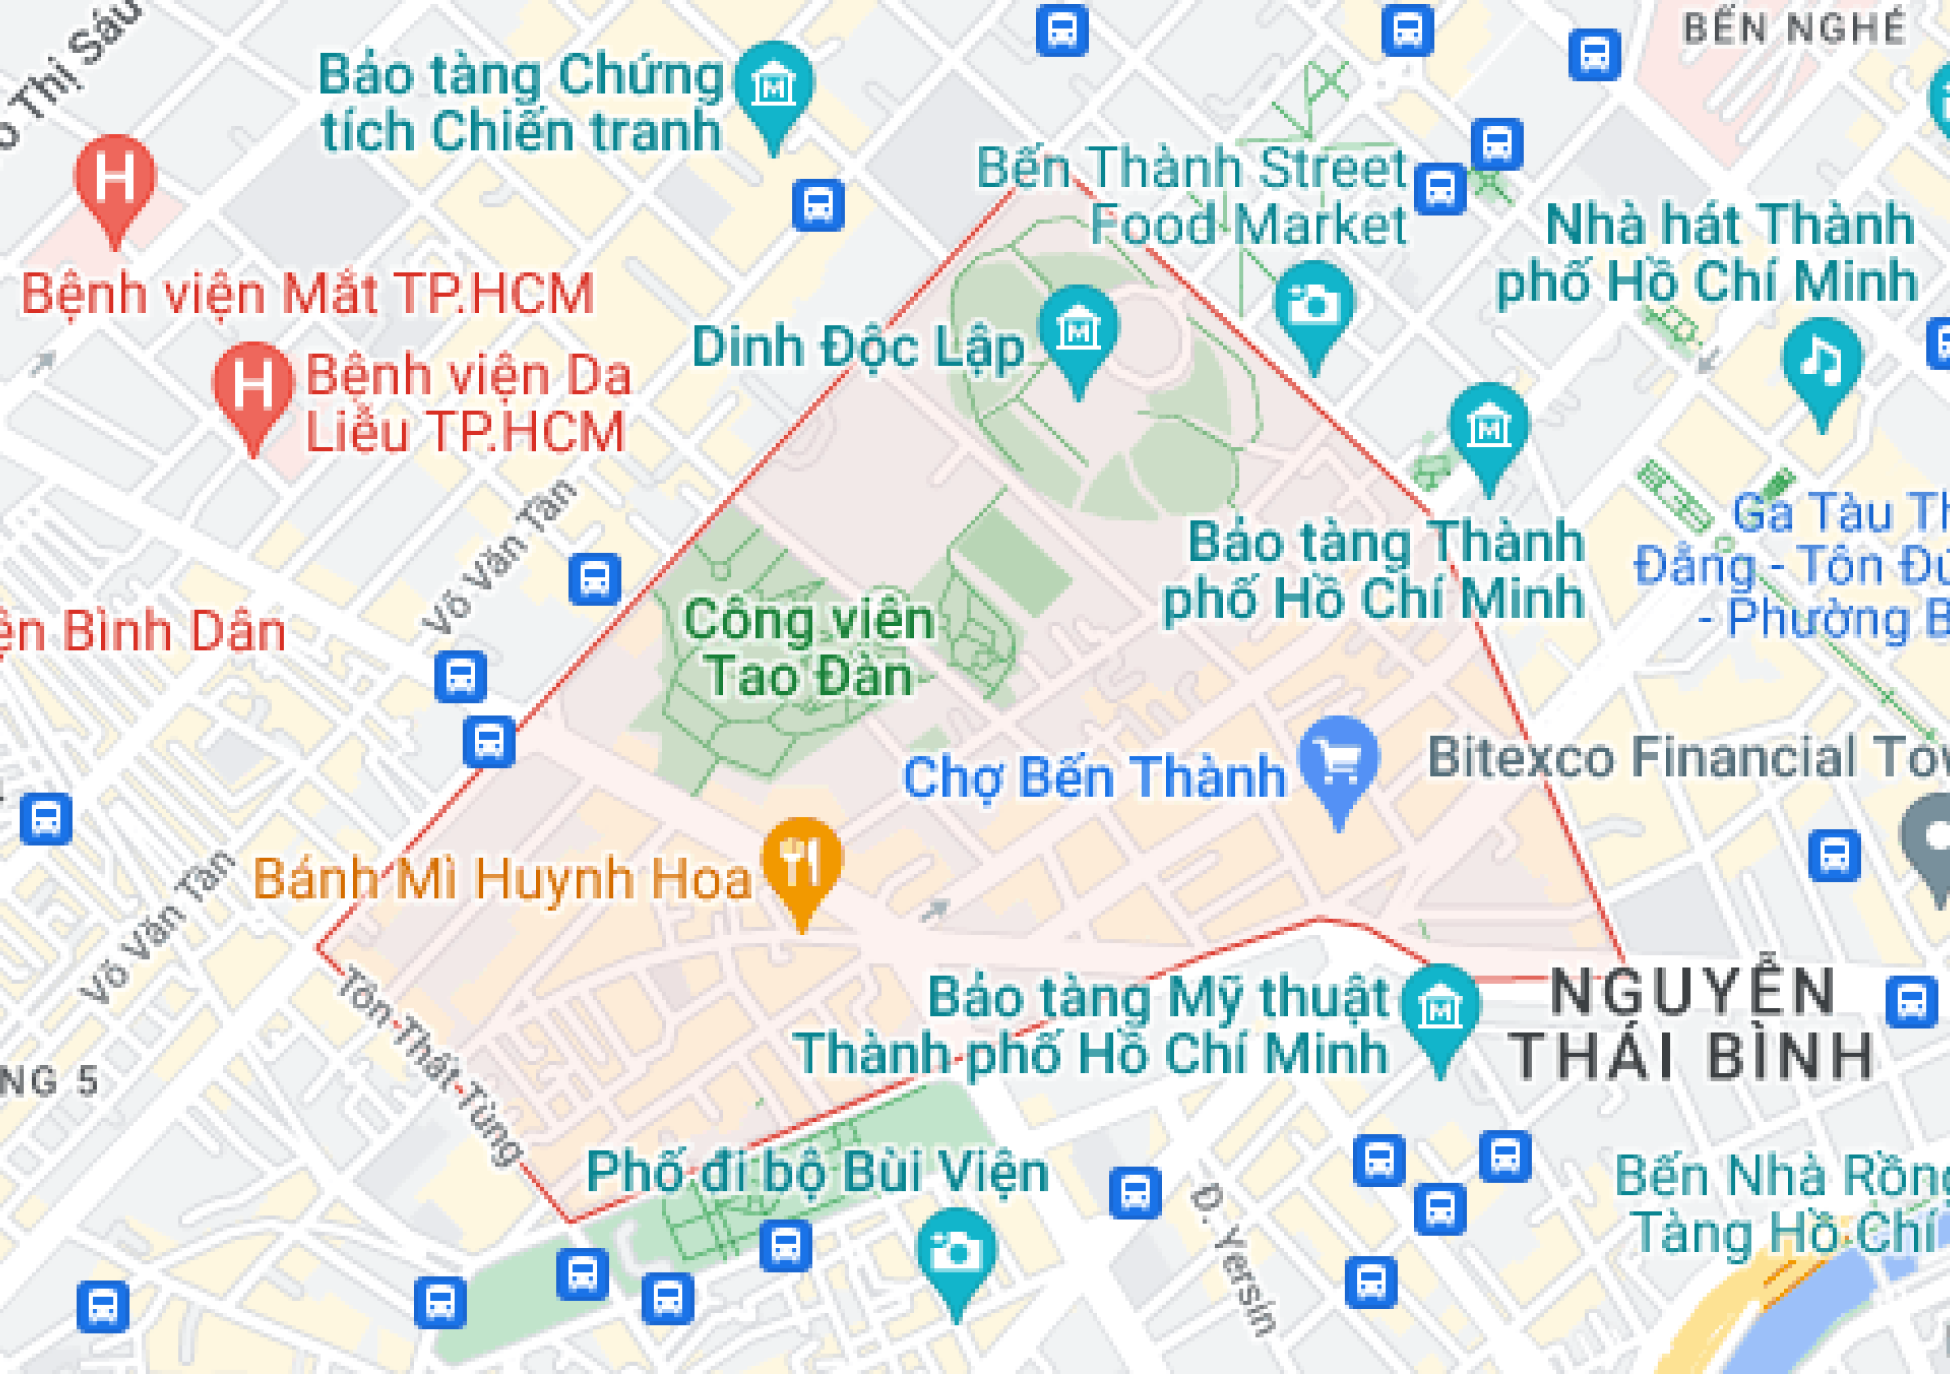 Thị Sáu
BẾN NGHÉ
Bảo tàng Chứng
tích Chiến tranh
Bến Thành Street
Food Market
Nhà hát Thành
phố Hồ Chí Minh
Bệnh viện Mắt TP.HCM
Dinh Độc Lập
Bệnh viện Da
Liễu TP.HCM
Võ Văn Tần
Ga Tàu Th
Đằng - Tôn Đứ
- Phường B
Bảo tàng Thành
phố Hồ Chí Minh
ện Bình Dân
Công viên
Tao Đàn
Chợ Bến Thành
Bitexco Financial Tow
Bánh Mì Huynh Hoa
Võ Văn Tần
Tôn Thất Tùng
Bảo tàng Mỹ thuật
Thành phố Hồ Chí Minh
NGUYỄN
THÁI BÌNH
NG 5
Phố đi bộ Bùi Viện
Đ. Yersin
Bến Nhà Rồng
Tàng Hồ Chí